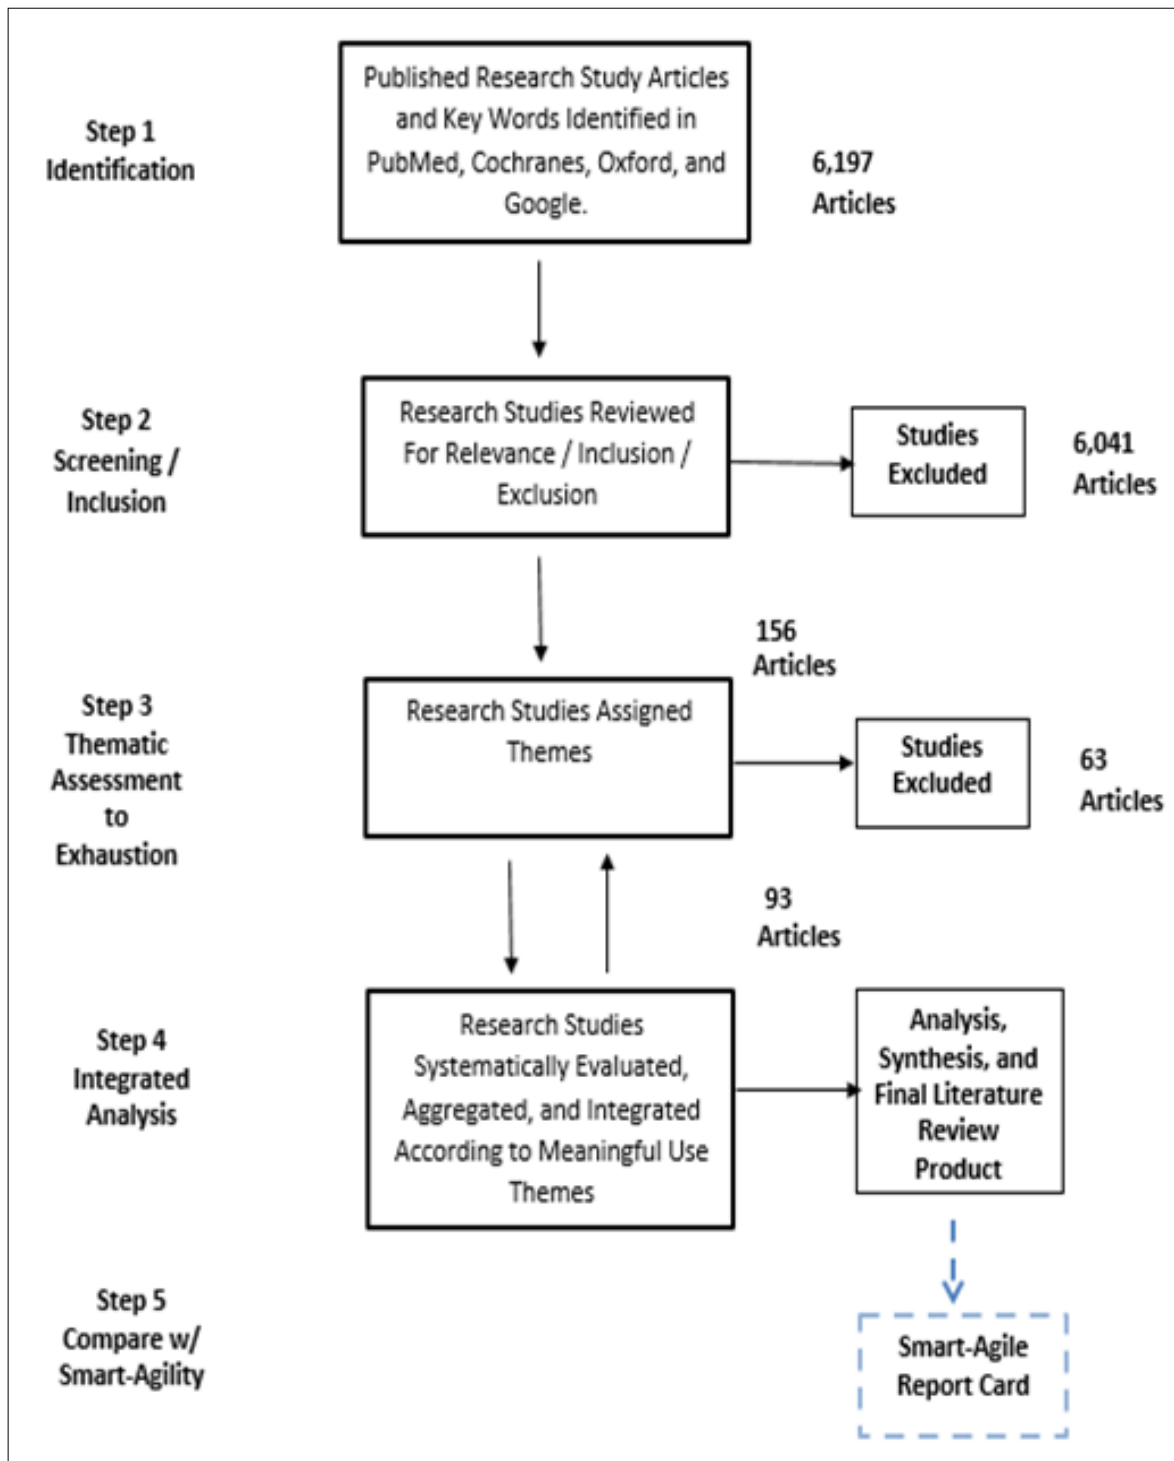 Step 1
Identification
Published Research Study Articles
and Key Words Identified in
PubMed, Cochranes, Oxford, and
Google.
6,197
Articles
Step 2
Screening /
Inclusion
Research Studies Reviewed
For Relevance / Inclusion /
Exclusion
Studies
Excluded
6,041
Articles
156
Articles
Step 3
Thematic
Assessment
to
Exhaustion
Research Studies Assigned
Themes
Studies
Excluded
63
Articles
93
Articles
Step 4
Integrated
Analysis
Research Studies
Systematically Evaluated,
Aggregated, and Integrated
According to Meaningful Use
Themes
Analysis,
Synthesis, and
Final Literature
Review
Product
Step 5
Compare w/
Smart-Agility
Smart-Agile
Report Card